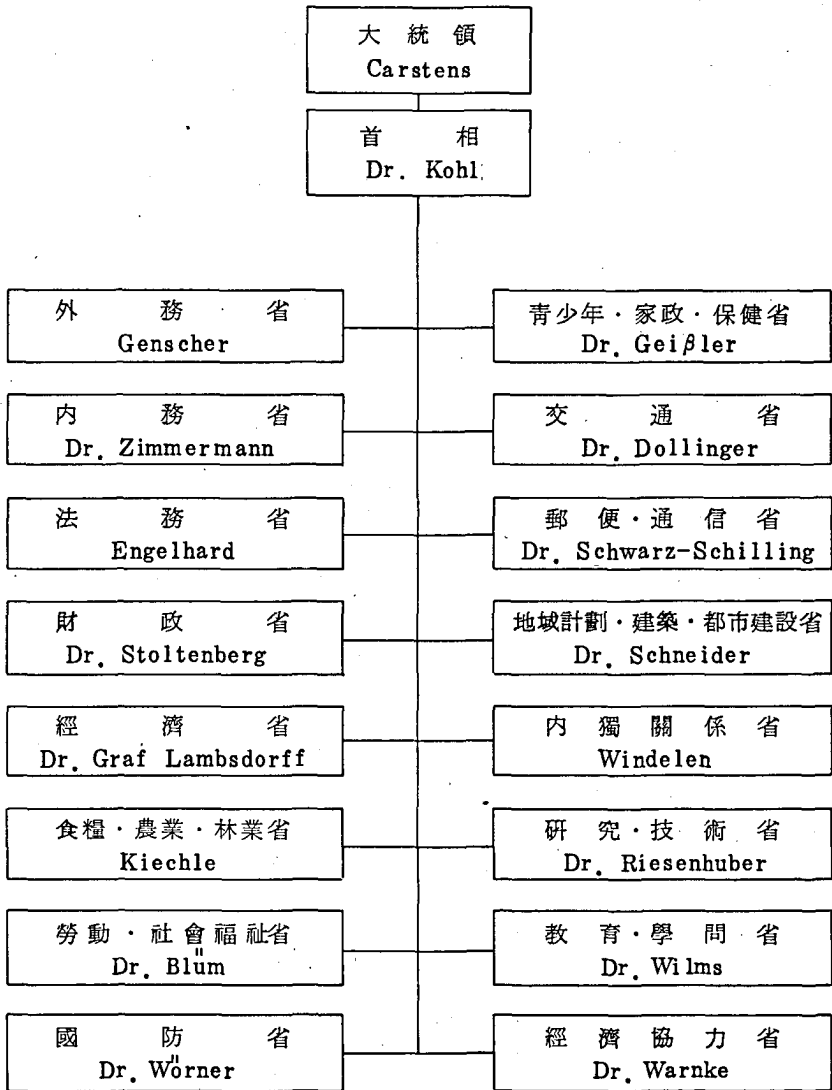 大統領
Carstens
首相
Dr. Kohl
外務省
Genscher
青少年·家政·保健省
Dr. Geiβler
内務省
Dr. Zimmermann
交通省
Dr. Dollinger
法務省
Engelhard
郵便·通信省
Dr. Schwarz-Schilling
財政省
Dr. Stoltenberg
地域計劃·建築·都市建設省
Dr. Schneider
經濟省
Dr. Graf Lambsdorff
内獨關係省
Windelen
食糧·農業·林業省
Kiechle
硏究·技術省
Dr. Riesenhuber
勞動·社會福祉省
Dr. Blüm
教育·學問省
Dr. Wilms
國防省
Dr. Wörner
經濟協力省
Dr. Warnke